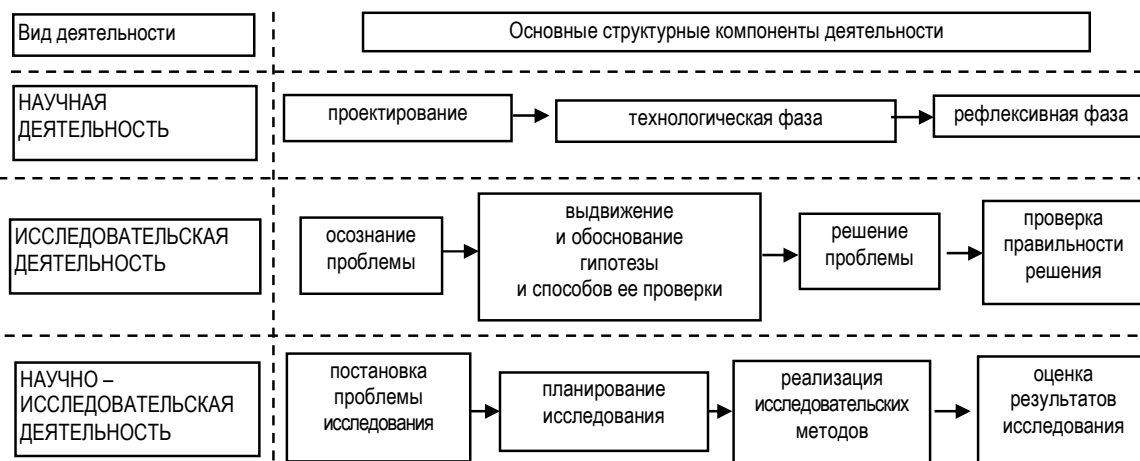 Вид деятельности
Основные структурные компоненты деятельности
НАУЧНАЯ
ДЕЯТЕЛЬНОСТЬ
проектирование
технологическая фаза
рефлексивная фаза
ИССЛЕДОВАТЕЛЬСКАЯ
ДЕЯТЕЛЬНОСТЬ
осознание
проблемы
выдвижение
и обоснование
гипотезы
и способов ее проверки
решение
проблемы
проверка
правильности
решения
НАУЧНО –
ИССЛЕДОВАТЕЛЬСКАЯ
ДЕЯТЕЛЬНОСТЬ
постановка
проблемы
исследования
планирование
исследования
реализация
исследовательских
методов
оценка
результатов
исследования